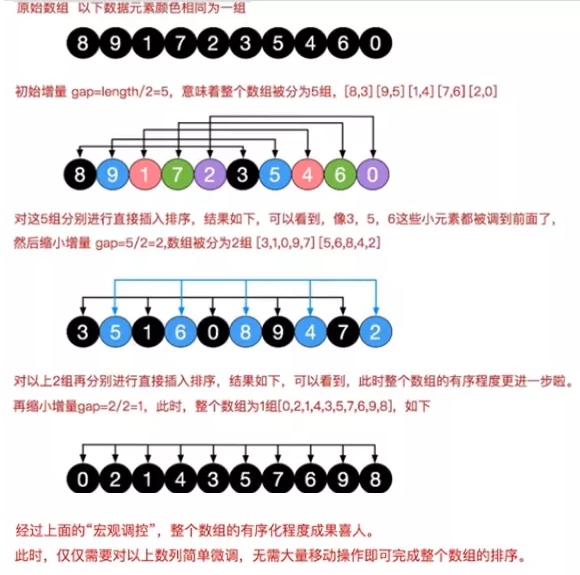 原始数组 以下数据元素颜色相同为一组
8 9 1 7 2 3 5 4 6 0
初始增量 gap=length/2=5，意味着整个数组被分为5组，[8,3][9,5][1,4][7,6][2,0]
8 9 1 7 2 3 5 4 6 0
对这5组分别进行直接插入排序，结果如下，可以看到，像3，5，6这些小元素都被调到前面了，
然后缩小增量 gap=5/2=2,数组被分为2组 [3,1,0,9,7] [5,6,8,4,2]
3 5 1 6 0 8 9 4 7 2
对以上2组再分别进行直接插入排序，结果如下，可以看到，此时整个数组的有序程度更进一步啦。
再缩小增量gap=2/2=1，此时，整个数组为1组[0,2,1,4,3,5,7,6,9,8]，如下
0 2 1 4 3 5 7 6 9 8
经过上面的“宏观调控”，整个数组的有序化程度成果喜人。
此时，仅仅需要对以上数列简单微调，无需大量移动操作即可完成整个数组的排序。